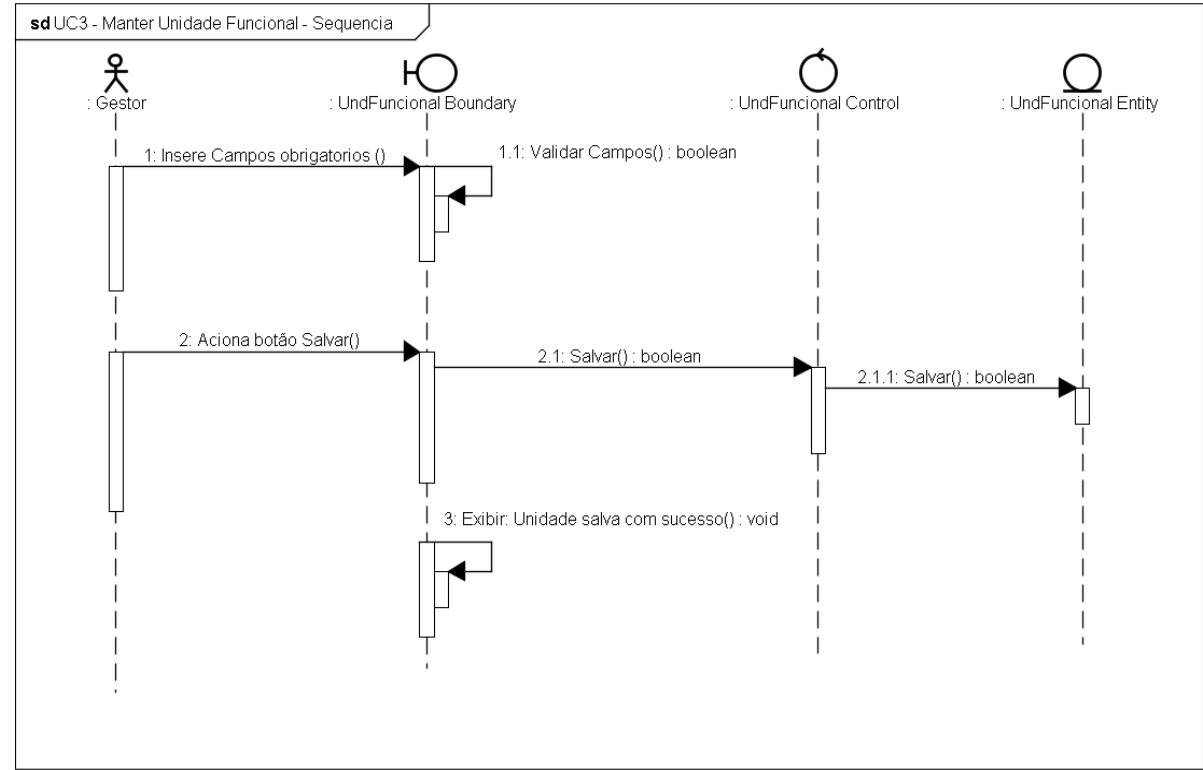 sd UC3 - Manter Unidade Funcional - Sequencia
: Gestor
: UndFuncional Boundary
: UndFuncional Control
: UndFuncional Entity
1: Insere Campos obrigatorios ()
1.1: Validar Campos() : boolean
2: Aciona botão Salvar()
2.1: Salvar() : boolean
2.1.1: Salvar() : boolean
3: Exibir: Unidade salva com sucesso() : void